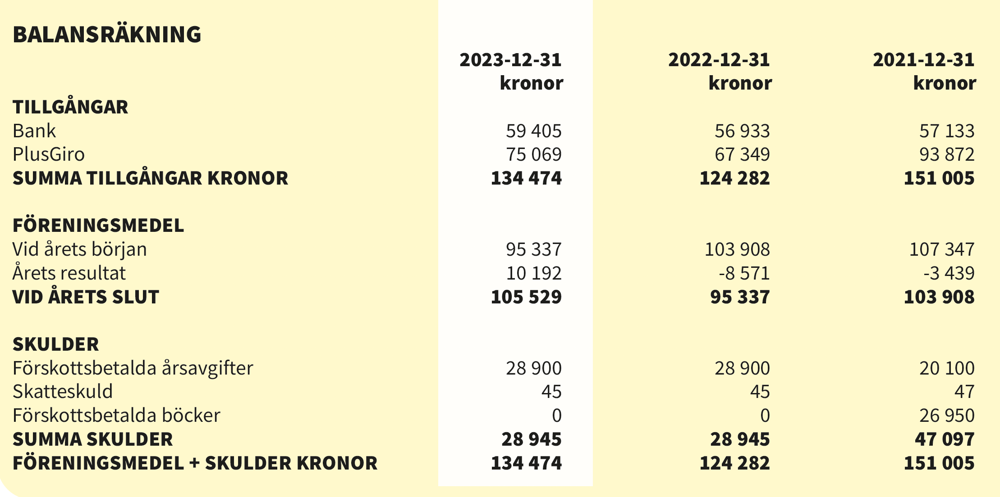 BALANSRÄKNING
2023-12-31 2022-12-31 2021-12-31
kronor kronor kronor
TILLGÅNGAR
Bank 59 405 56 933 57 133
PlusGiro 75 069 67 349 93 872
SUMMA TILLGÅNGAR KRONOR 134 474 124 282 151 005
FÖRENINGSMEDEL
Vid årets början 95 337 103 908 107 347
Årets resultat 10 192 -8 571 -3 439
VID ÅRETS SLUT 105 529 95 337 103 908
SKULDER
Förskottsbetalda årsavgifter 28 900 28 900 20 100
Skatteskuld 45 45 47
Förskottsbetalda böcker 0 0 26 950
SUMMA SKULDER 28 945 28 945 47 097
FÖRENINGSMEDEL + SKULDER KRONOR 134 474 124 282 151 005